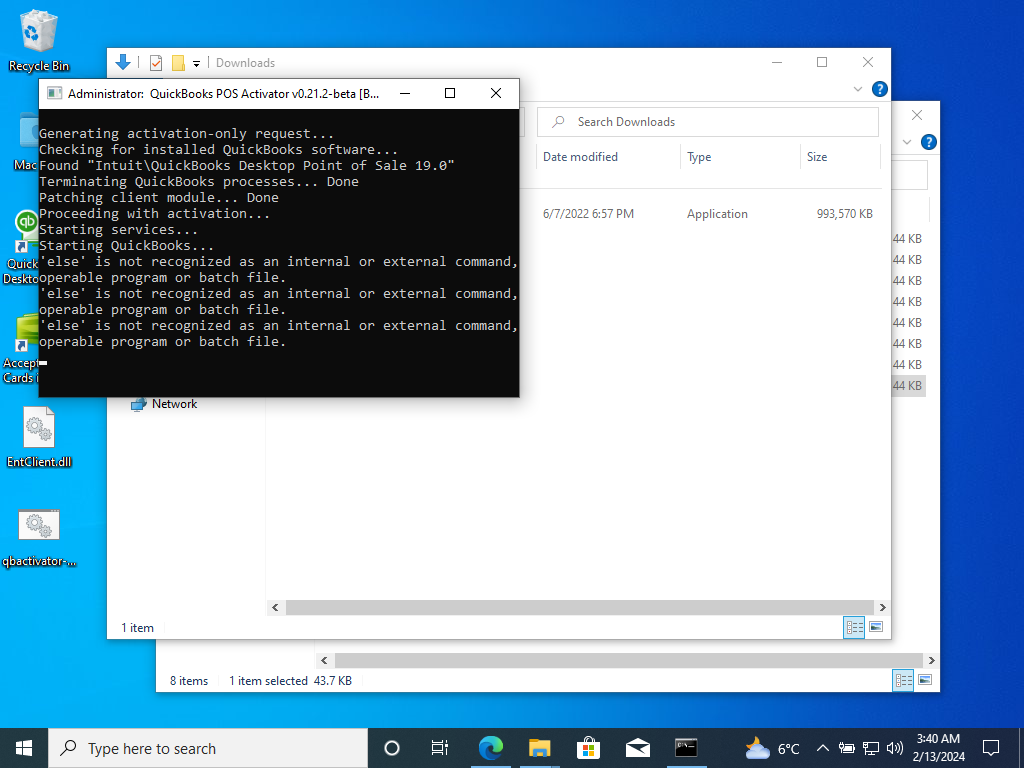 Recycle Bin
Mac
Quick
Deskto
Accept
Cards i
EntClient.dll
qbactivator-...
Downloads
Administrator:  QuickBooks POS Activator v0.21.2-beta [B...
Generating activation-only request...
Checking for installed QuickBooks software...
Found "Intuit\QuickBooks Desktop Point of Sale 19.0"
Terminating QuickBooks processes... Done
Patching client module... Done
Proceeding with activation...
Starting services...
Starting QuickBooks...
'else' is not recognized as an internal or external command,
operable program or batch file.
'else' is not recognized as an internal or external command,
operable program or batch file.
'else' is not recognized as an internal or external command,
operable program or batch file.
Search Downloads
Date modified Type Size
6/7/2022 6:57 PM Application 993,570 KB
44 KB
44 KB
44 KB
44 KB
44 KB
44 KB
44 KB
44 KB
Network
1 item
8 items 1 item selected 43.7 KB
Type here to search
6°C
3:40 AM
2/13/2024